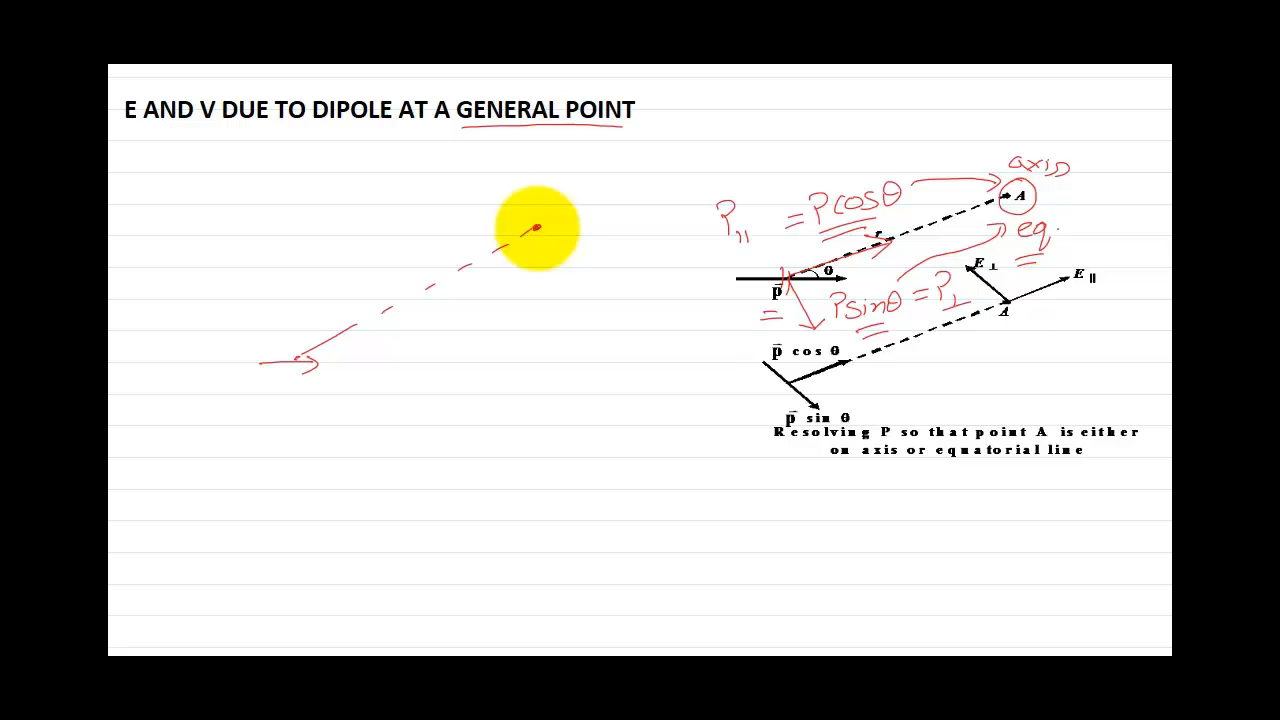 E AND V DUE TO DIPOLE AT A GENERAL POINT
axis
P|| = Pcosθ
A
r
eq.
θ
p⃗
E⊥
E||
= Psinθ = P⊥
A
p⃗ cos θ
p⃗ sin θ
Resolving P so that point A is either
on axis or equatorial line